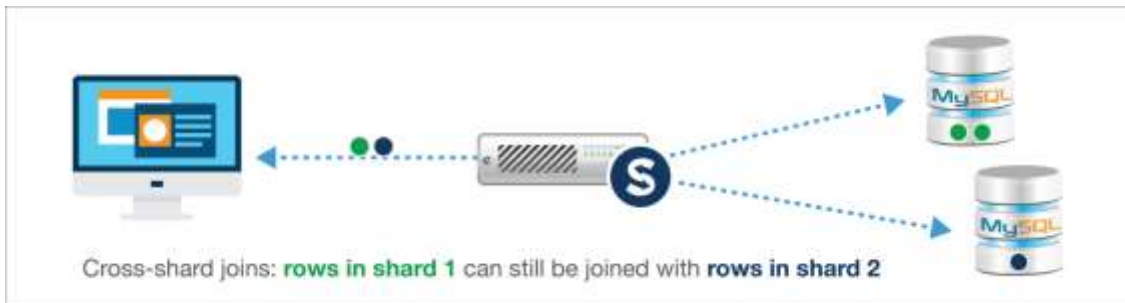 MySQL
S
MySQL
Cross-shard joins: rows in shard 1 can still be joined with rows in shard 2